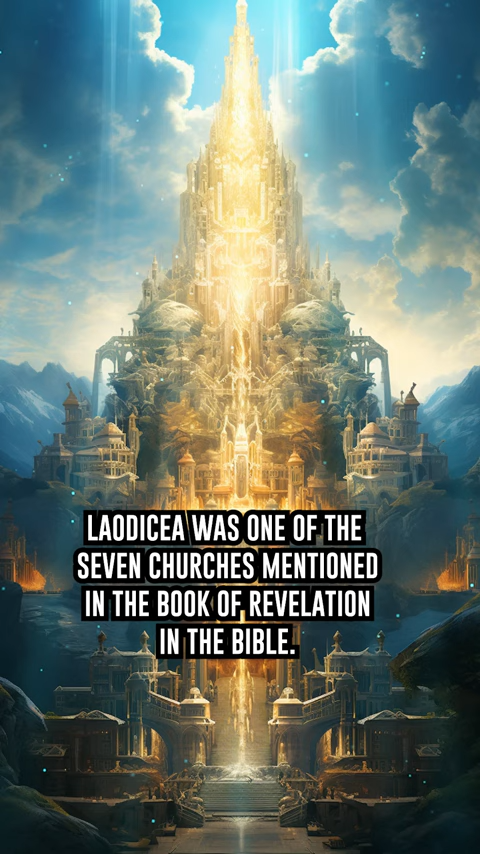 LAODICEA WAS ONE OF THE
SEVEN CHURCHES MENTIONED
IN THE BOOK OF REVELATION
IN THE BIBLE.